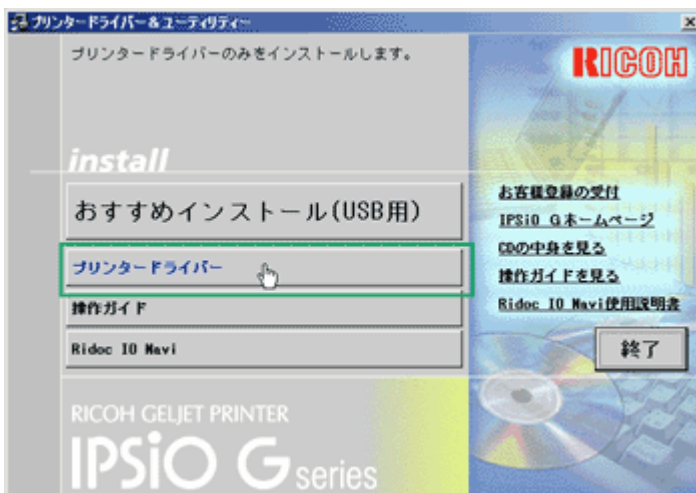 プリンタードライバー&ユーティリティー
プリンタードライバーのみをインストールします。
RICOH
install
おすすめインストール(USB用)
プリンタードライバー
操作ガイド
Ridoc IO Navi
お客様登録の受付
IPSiO Gホームページ
CDの中身を見る
操作ガイドを見る
Ridoc IO Navi使用説明書
終了
RICOH GELJET PRINTER
IPSiO G series